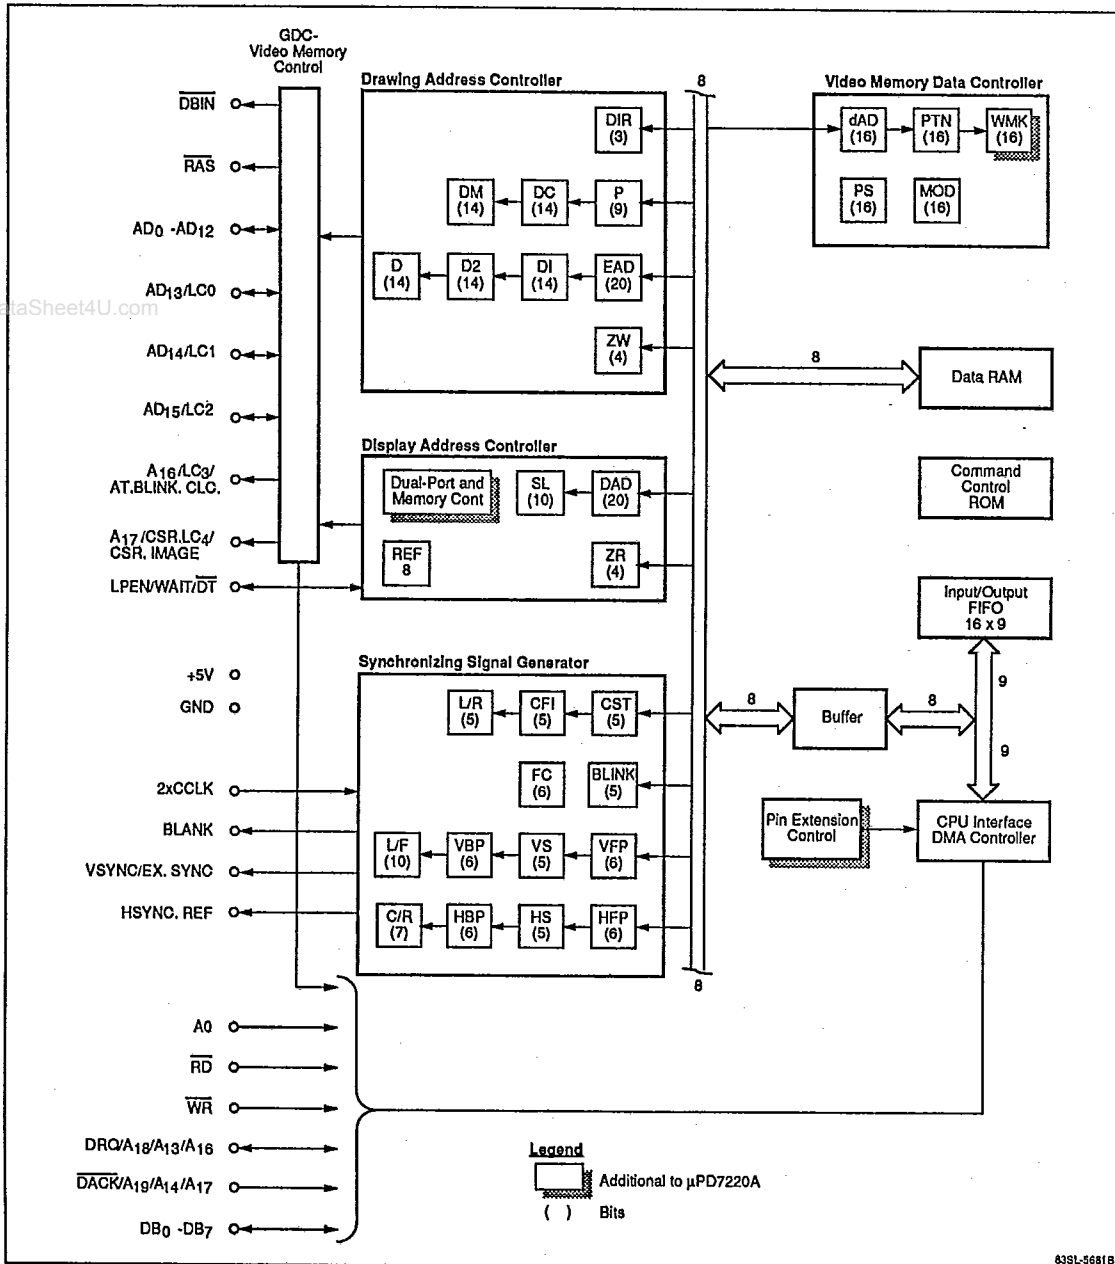 GDC-
Video Memory
Control
DBIN
RAS
AD0 -AD12
AD13/LC0
AD14/LC1
AD15/LC2
A16/LC3/
AT.BLINK. CLC.
A17/CSR.LC4/
CSR. IMAGE
LPEN/WAIT/DT
+5V
GND
2xCCLK
BLANK
VSYNC/EX. SYNC
HSYNC. REF
A0
RD
WR
DRQ/A18/A13/A16
DACK/A19/A14/A17
DB0 -DB7
ataSheet4U.com
Drawing Address Controller
DIR
(3)
DM
(14)
DC
(14)
P
(9)
D
(14)
D2
(14)
DI
(14)
EAD
(20)
ZW
(4)
Display Address Controller
Dual-Port and
Memory Cont
SL
(10)
DAD
(20)
REF
8
ZR
(4)
Synchronizing Signal Generator
L/R
(5)
CFI
(5)
CST
(5)
FC
(6)
BLINK
(5)
L/F
(10)
VBP
(6)
VS
(5)
VFP
(6)
C/R
(7)
HBP
(6)
HS
(5)
HFP
(6)
8
8
Video Memory Data Controller
dAD
(16)
PTN
(16)
WMK
(16)
PS
(16)
MOD
(16)
8
Data RAM
Command
Control
ROM
Input/Output
FIFO
16 x 9
9
8
Buffer
8
9
Pin Extension
Control
CPU Interface
DMA Controller
Legend
Additional to μPD7220A
( ) Bits
83SL-5681B